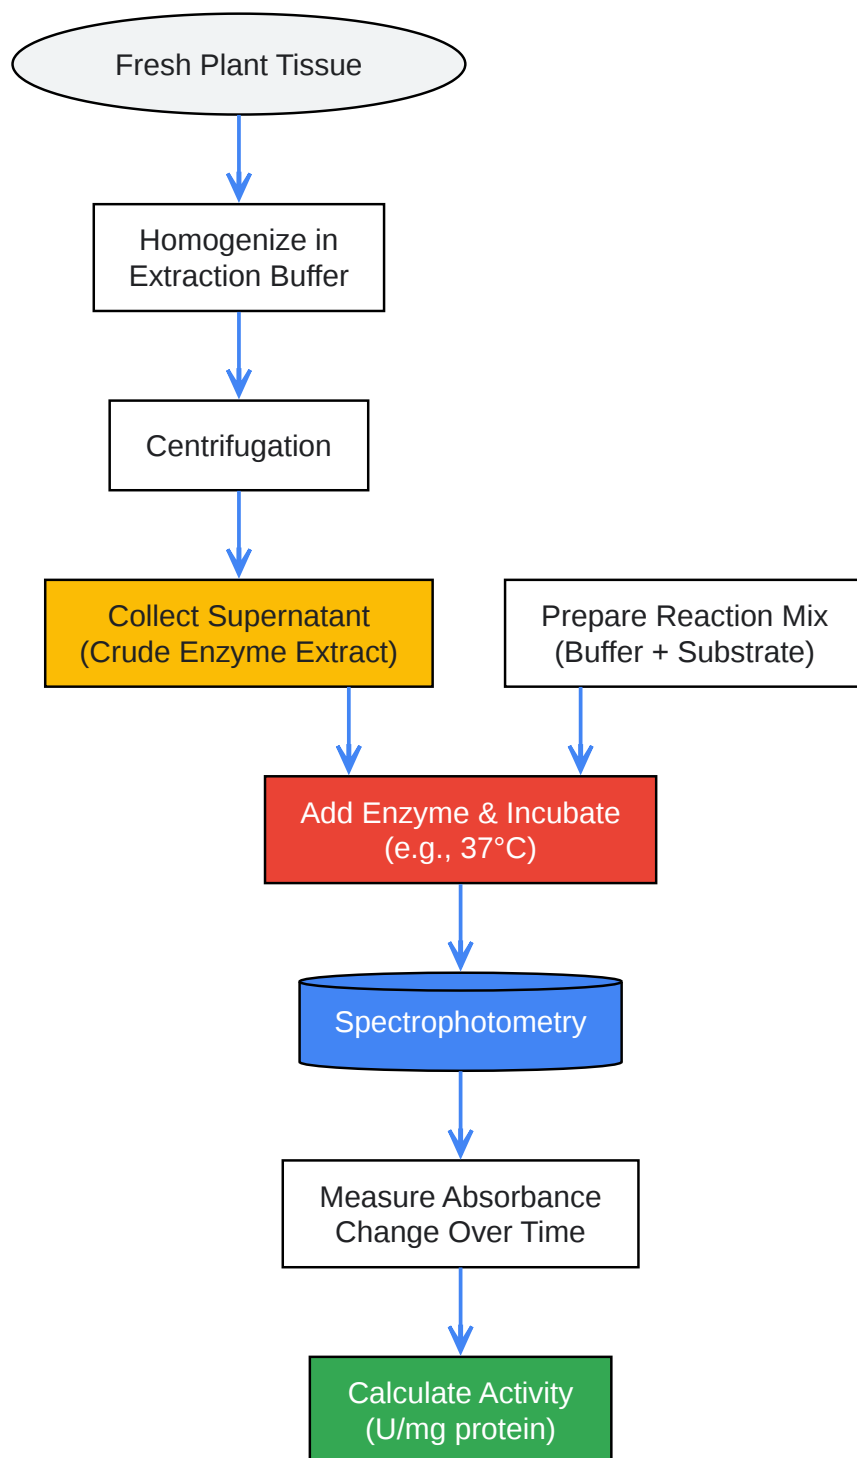 Fresh Plant Tissue
Homogenize in
Extraction Buffer
Centrifugation
Collect Supernatant
(Crude Enzyme Extract)
Prepare Reaction Mix
(Buffer + Substrate)
Add Enzyme & Incubate
(e.g., 37°C)
Spectrophotometry
Measure Absorbance
Change Over Time
Calculate Activity
(U/mg protein)